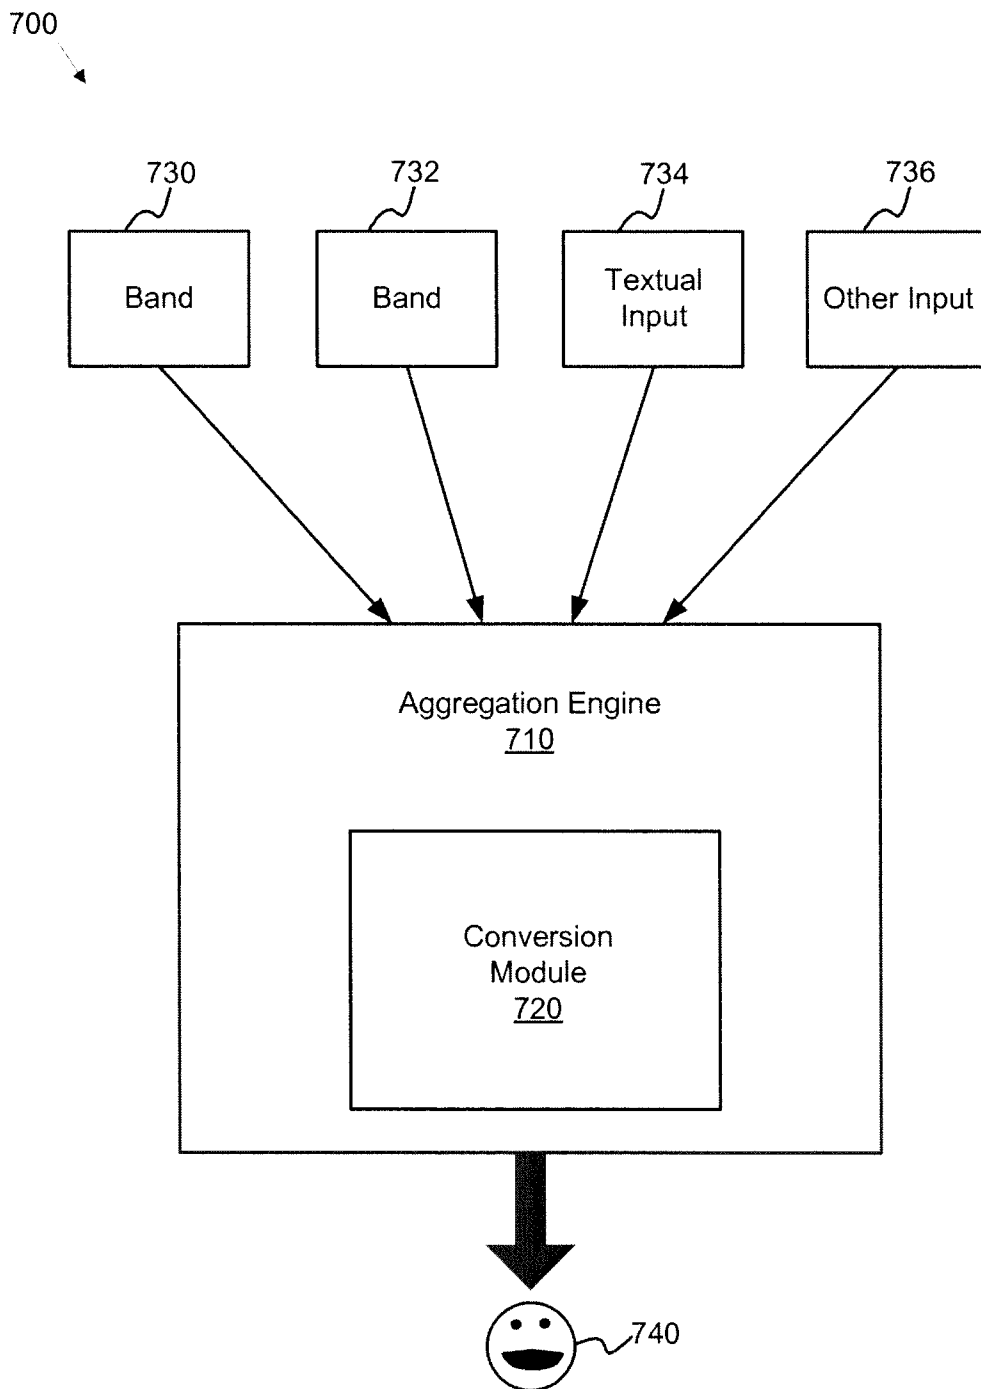 700
730
732
734
736
Band
Band
Textual
Input
Other Input
Aggregation Engine
710
Conversion
Module
720
740